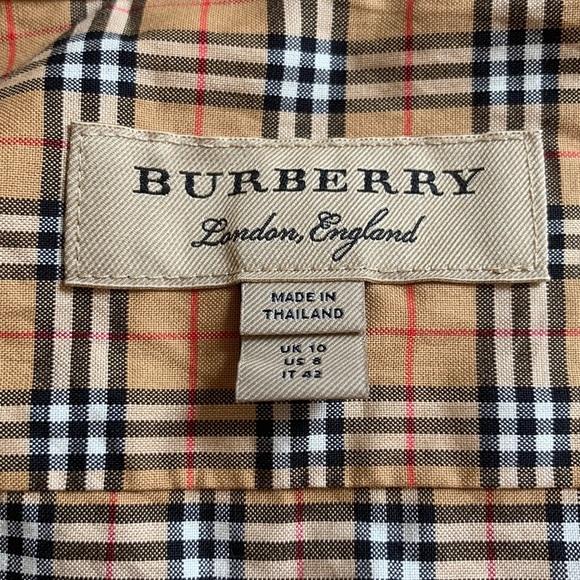 BURBERRY
London, England
MADE IN
THAILAND
UK 10
US 8
IT 42